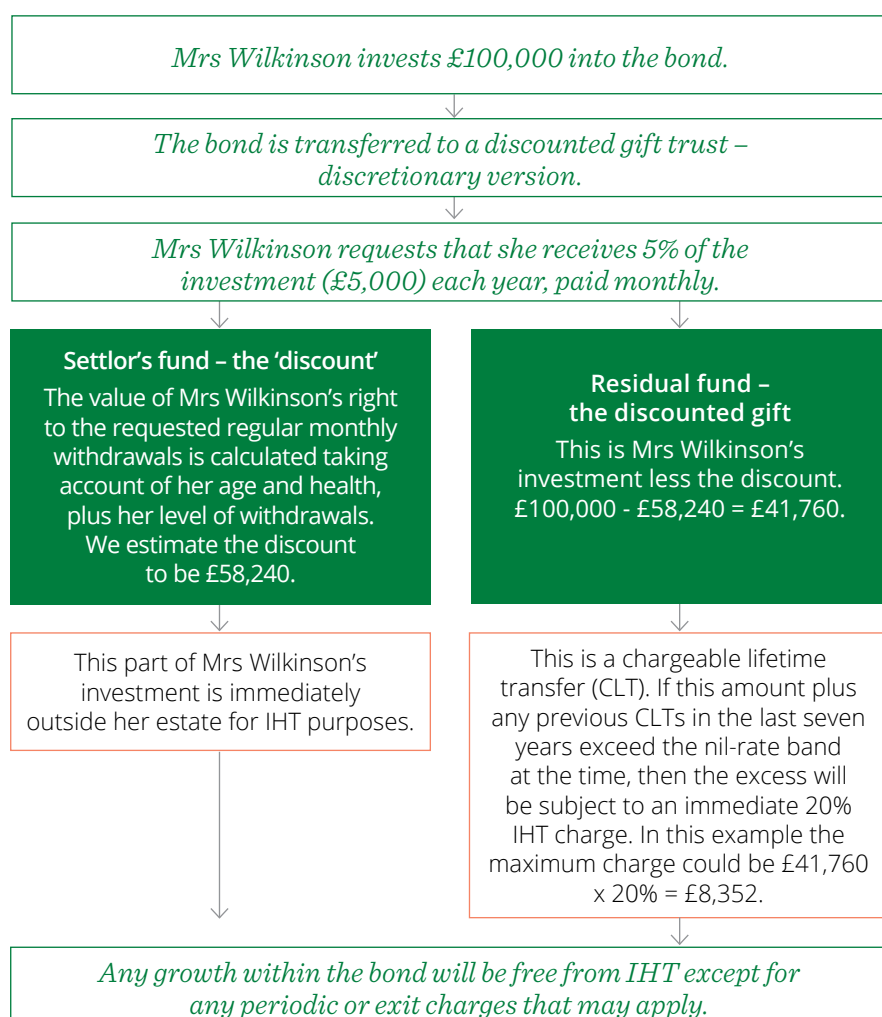 Mrs Wilkinson invests £100,000 into the bond.
The bond is transferred to a discounted gift trust –
discretionary version.
Mrs Wilkinson requests that she receives 5% of the
investment (£5,000) each year, paid monthly.
Settlor’s fund – the ‘discount’
The value of Mrs Wilkinson’s right
to the requested regular monthly
withdrawals is calculated taking
account of her age and health,
plus her level of withdrawals.
We estimate the discount
to be £58,240.
Residual fund –
the discounted gift
This is Mrs Wilkinson’s
investment less the discount.
£100,000 - £58,240 = £41,760.
This part of Mrs Wilkinson’s
investment is immediately
outside her estate for IHT purposes.
This is a chargeable lifetime
transfer (CLT). If this amount plus
any previous CLTs in the last seven
years exceed the nil-rate band
at the time, then the excess will
be subject to an immediate 20%
IHT charge. In this example the
maximum charge could be £41,760
x 20% = £8,352.
Any growth within the bond will be free from IHT except for
any periodic or exit charges that may apply.